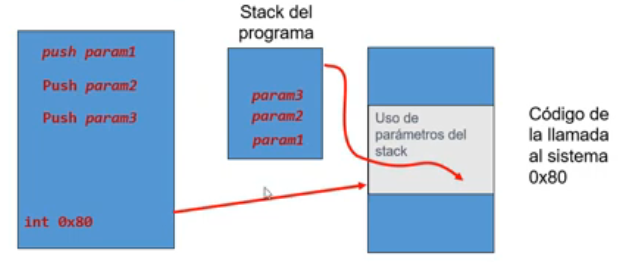 push param1
Push param2
Push param3
int 0x80
Stack del
programa
param3
param2
param1
Uso de
parámetros del
stack
Código de
la llamada
al sistema
0x80